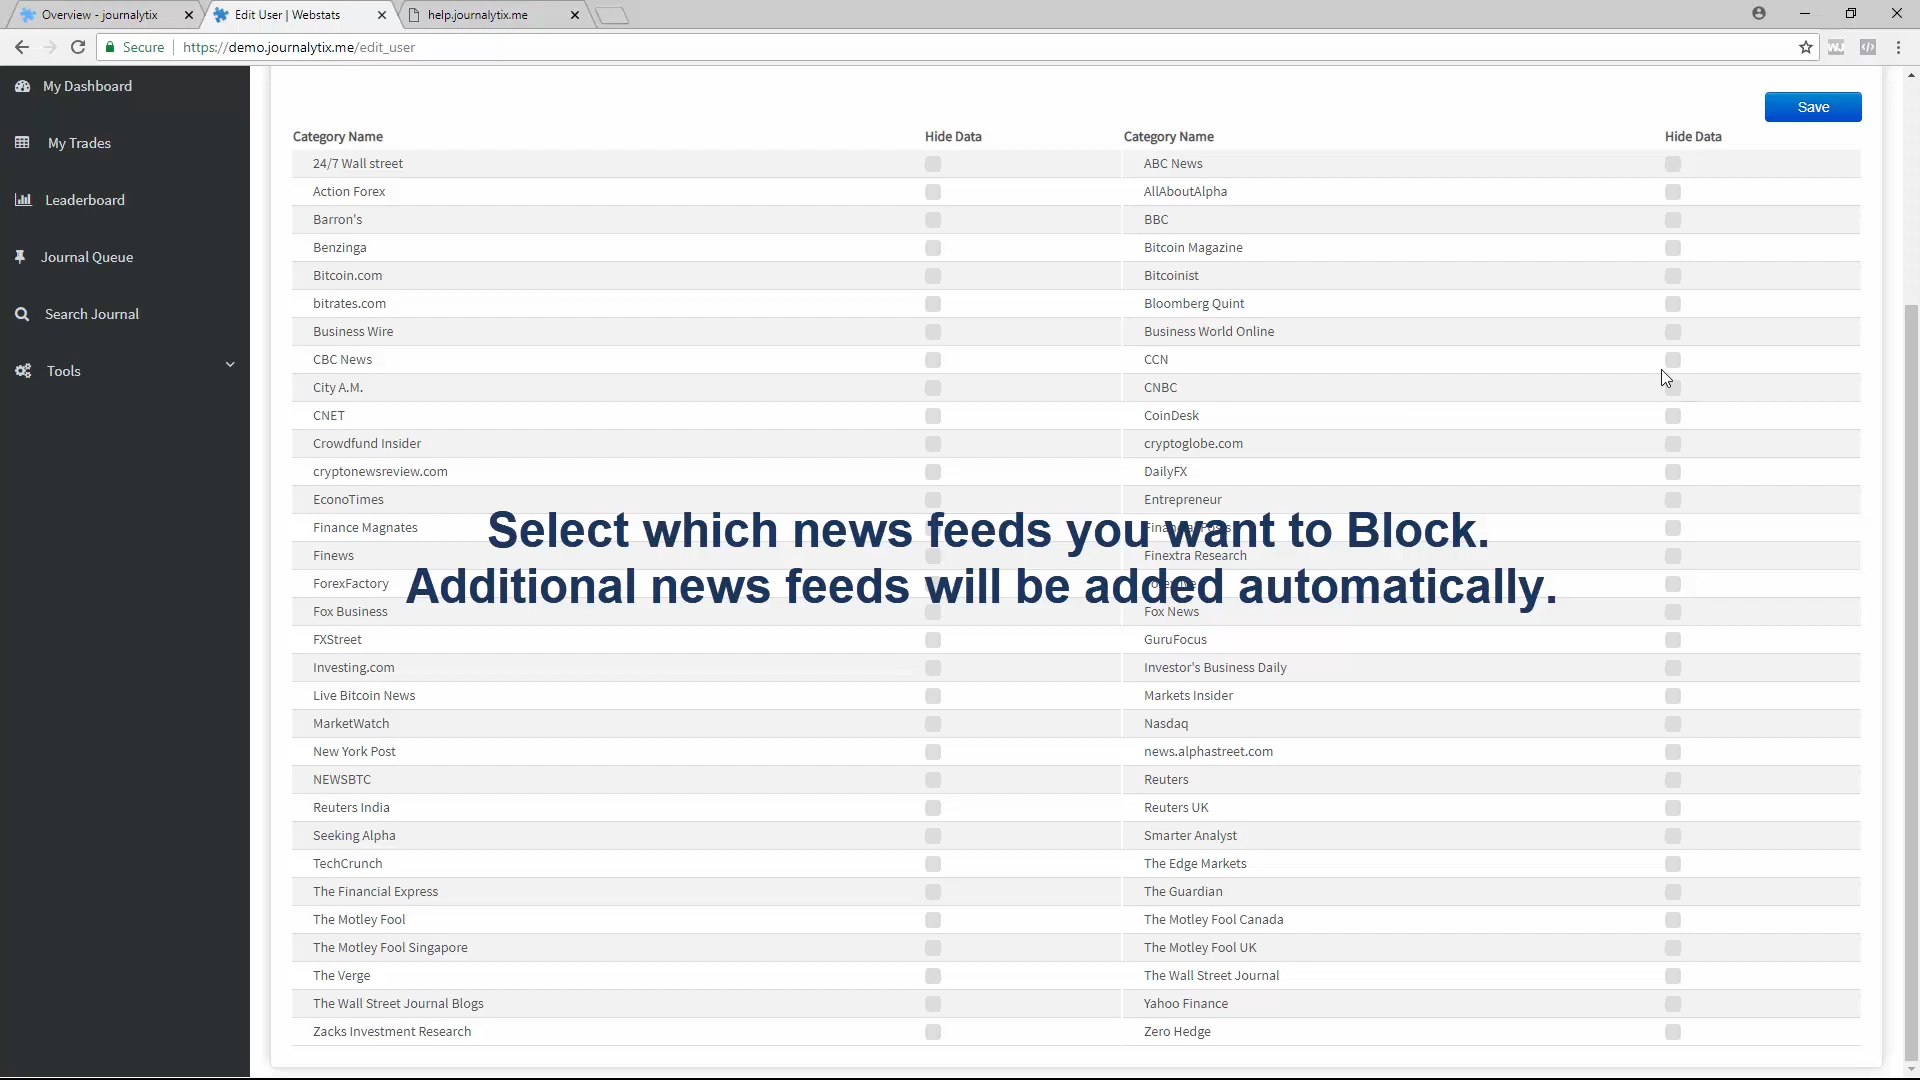 Overview - journalytix
Edit User | Webstats
help.journalytix.me
Secure
https://demo.journalytix.me/edit_user
WJ
My Dashboard
My Trades
Leaderboard
Journal Queue
Search Journal
Tools
Save
Category Name Hide Data Category Name Hide Data
24/7 Wall street ABC News
Action Forex AllAboutAlpha
Barron's BBC
Benzinga Bitcoin Magazine
Bitcoin.com Bitcoinist
bitrates.com Bloomberg Quint
Business Wire Business World Online
CBC News CCN
City A.M. CNBC
CNET CoinDesk
Crowdfund Insider cryptoglobe.com
cryptonewsreview.com DailyFX
EconoTimes Entrepreneur
Finance Magnates
Select which news feeds you want to Block.
Finews Finextra Research
ForexFactory
Additional news feeds will be added automatically.
Fox Business Fox News
FXStreet GuruFocus
Investing.com Investor's Business Daily
Live Bitcoin News Markets Insider
MarketWatch Nasdaq
New York Post news.alphastreet.com
NEWSBTC Reuters
Reuters India Reuters UK
Seeking Alpha Smarter Analyst
TechCrunch The Edge Markets
The Financial Express The Guardian
The Motley Fool The Motley Fool Canada
The Motley Fool Singapore The Motley Fool UK
The Verge The Wall Street Journal
The Wall Street Journal Blogs Yahoo Finance
Zacks Investment Research Zero Hedge